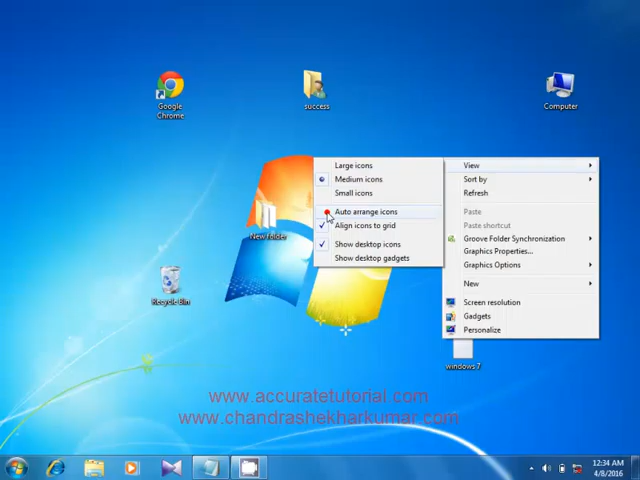 Google
Chrome
success
Computer
Large icons
Medium icons
Small icons
Auto arrange icons
Align icons to grid
Show desktop icons
Show desktop gadgets
View
Sort by
Refresh
Paste
Paste shortcut
Groove Folder Synchronization
Graphics Properties...
Graphics Options
New
Screen resolution
Gadgets
Personalize
New folder
Recycle Bin
windows 7
www.accuratetutorial.com
www.chandrashekharkumar.com
12:34 AM
4/8/2016